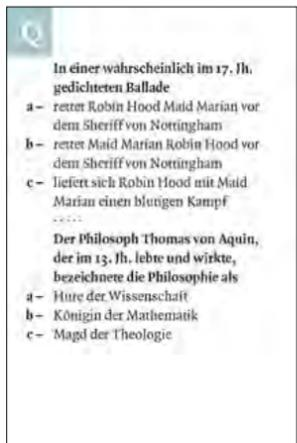 Q
In einer wahrscheinlich im 17. Jh.
gedichteten Ballade
a – rettet Robin Hood Maid Marian vor
dem Sheriff von Nottingham
b – rettet Maid Marian Robin Hood vor
dem Sheriff von Nottingham
c – liefert sich Robin Hood mit Maid
Marian einen blutigen Kampf
.....
Der Philosoph Thomas von Aquin,
der im 13. Jh. lebte und wirkte,
bezeichnete die Philosophie als
a – Hure der Wissenschaft
b – Königin der Mathematik
c – Magd der Theologie